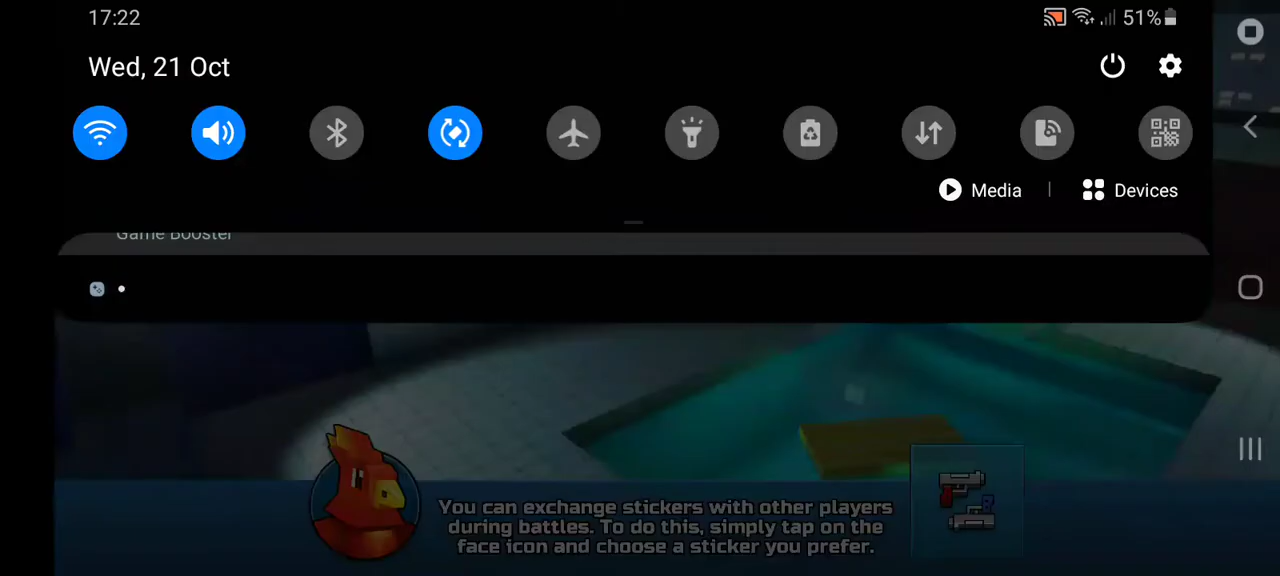 17:22
51%
Wed, 21 Oct
Media
Devices
Game Booster
You can exchange stickers with other players
during battles. To do this, simply tap on the
face icon and choose a sticker you prefer.